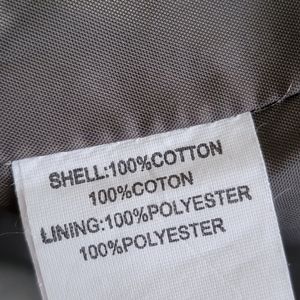 SHELL:100%COTTON
100%COTON
LINING:100%POLYESTER
100%POLYESTER